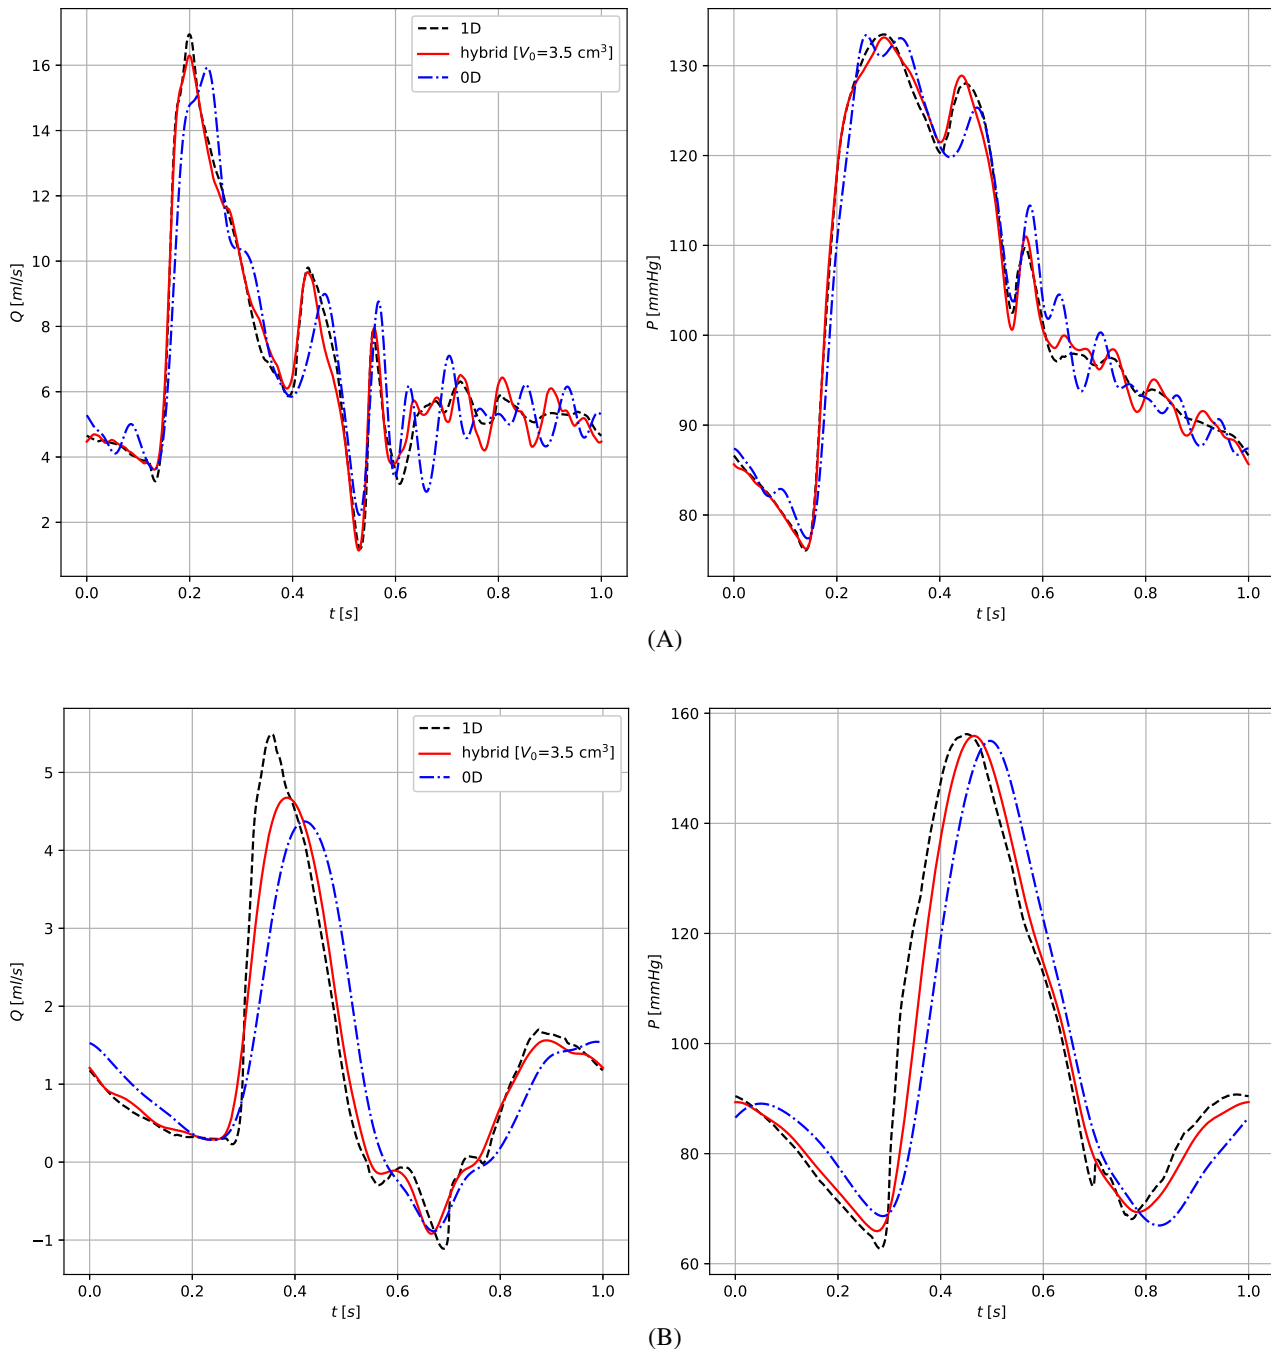 16
14
12
10
8
6
4
2
Q [ml/s]
0.0 0.2 0.4 0.6 0.8 1.0
t [s]
1D
hybrid [V₀=3.5 cm³]
0D
130
120
110
100
90
80
P [mmHg]
0.0 0.2 0.4 0.6 0.8 1.0
t [s]
(A)
5
4
3
2
1
0
−1
Q [ml/s]
0.0 0.2 0.4 0.6 0.8 1.0
t [s]
1D
hybrid [V₀=3.5 cm³]
0D
160
140
120
100
80
60
P [mmHg]
0.0 0.2 0.4 0.6 0.8 1.0
t [s]
(B)